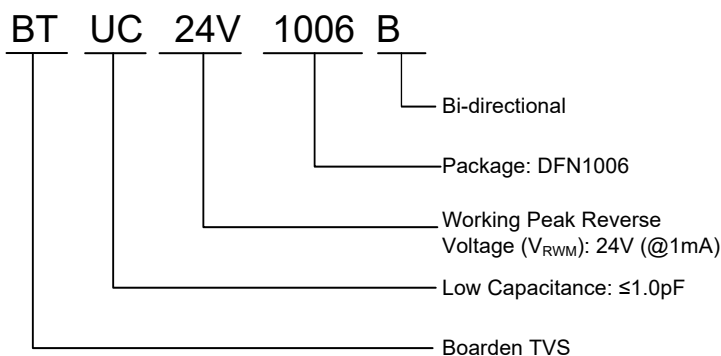 BT UC 24V 1006 B
Bi-directional
Package: DFN1006
Working Peak Reverse
Voltage (VRWM): 24V (@1mA)
Low Capacitance: ≤1.0pF
Boarden TVS